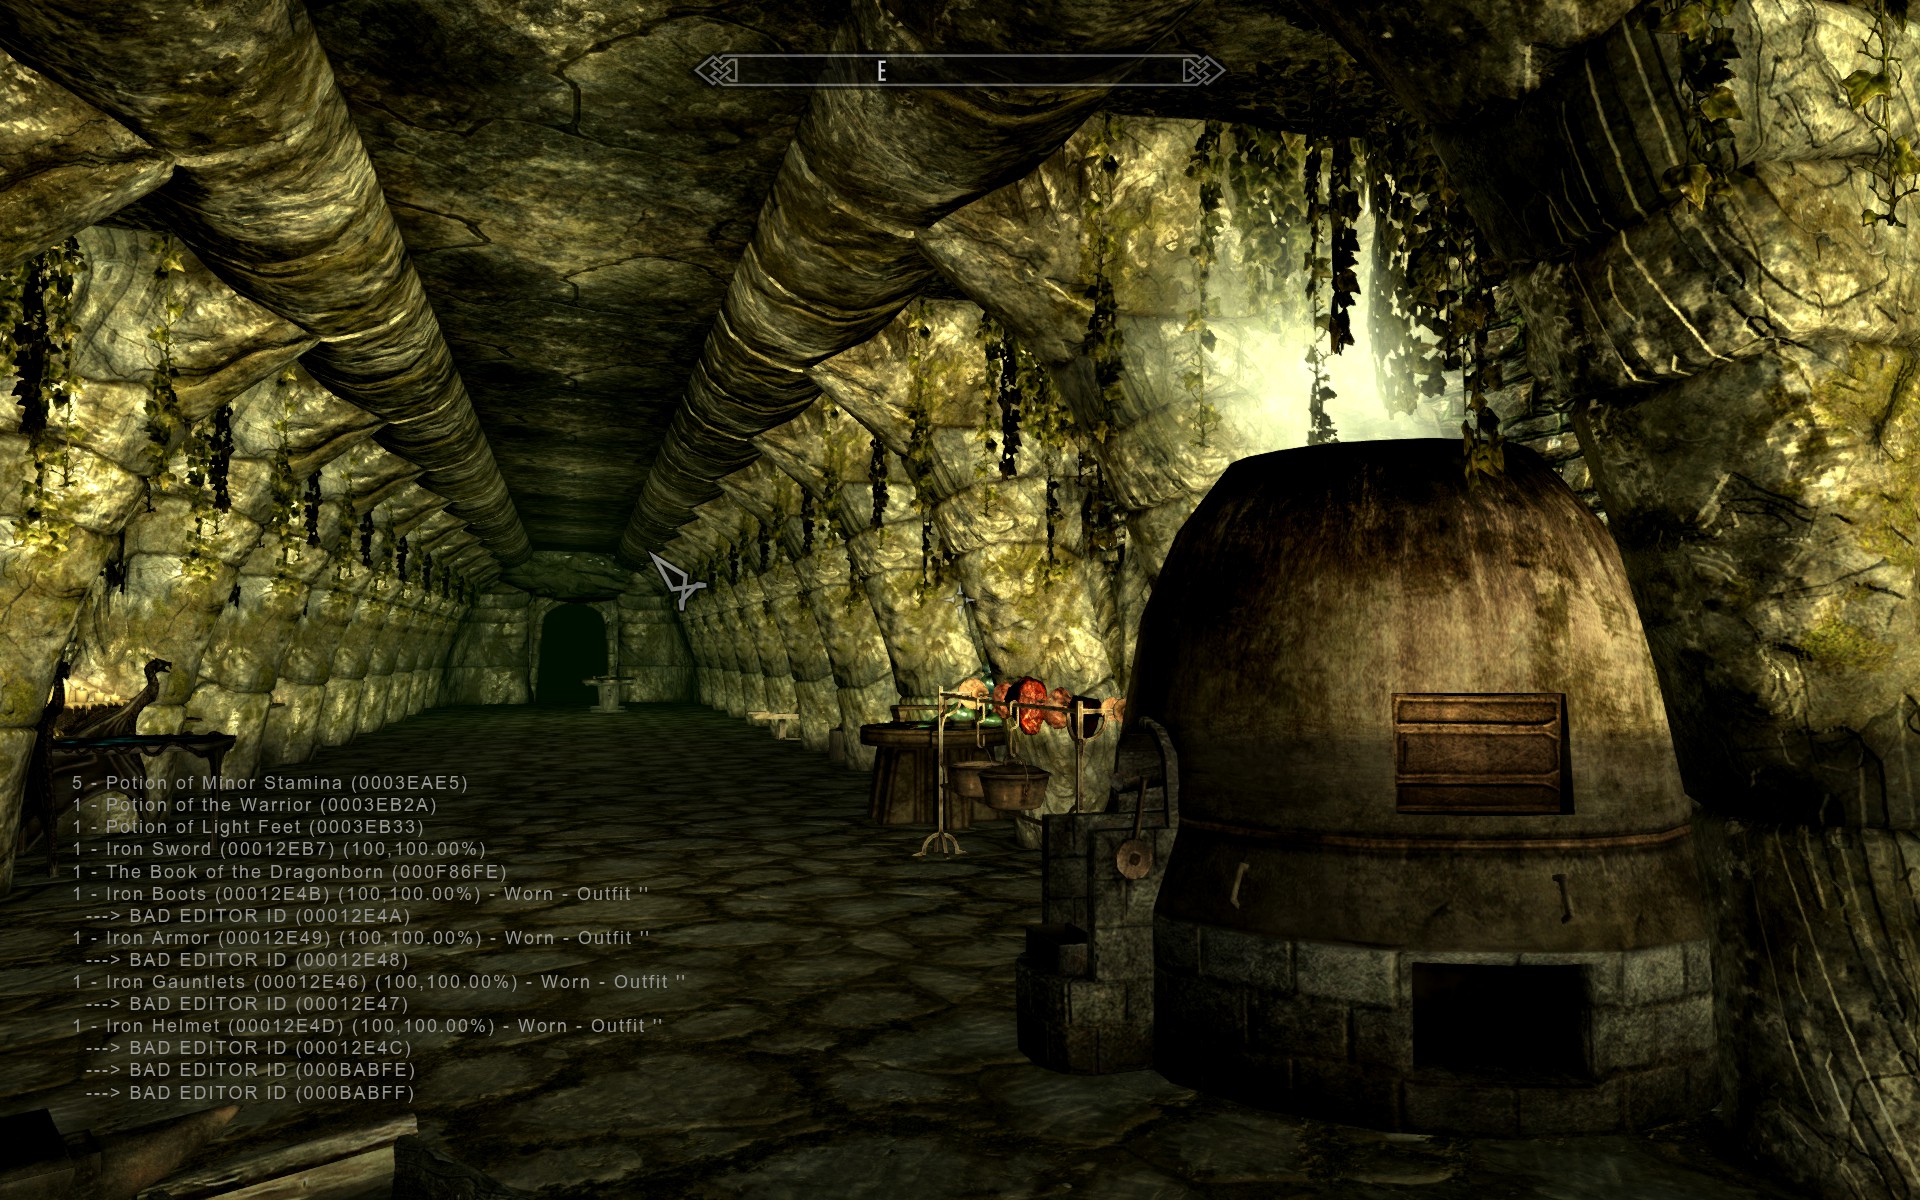 E
5 - Potion of Minor Stamina (0003EAE5)
1 - Potion of the Warrior (0003EB2A)
1 - Potion of Light Feet (0003EB33)
1 - Iron Sword (00012EB7) (100,100.00%)
1 - The Book of the Dragonborn (000F86FE)
1 - Iron Boots (00012E4B) (100,100.00%) - Worn - Outfit ''
---> BAD EDITOR ID (00012E4A)
1 - Iron Armor (00012E49) (100,100.00%) - Worn - Outfit ''
---> BAD EDITOR ID (00012E48)
1 - Iron Gauntlets (00012E46) (100,100.00%) - Worn - Outfit ''
---> BAD EDITOR ID (00012E47)
1 - Iron Helmet (00012E4D) (100,100.00%) - Worn - Outfit ''
---> BAD EDITOR ID (00012E4C)
---> BAD EDITOR ID (000BABFE)
---> BAD EDITOR ID (000BABFF)